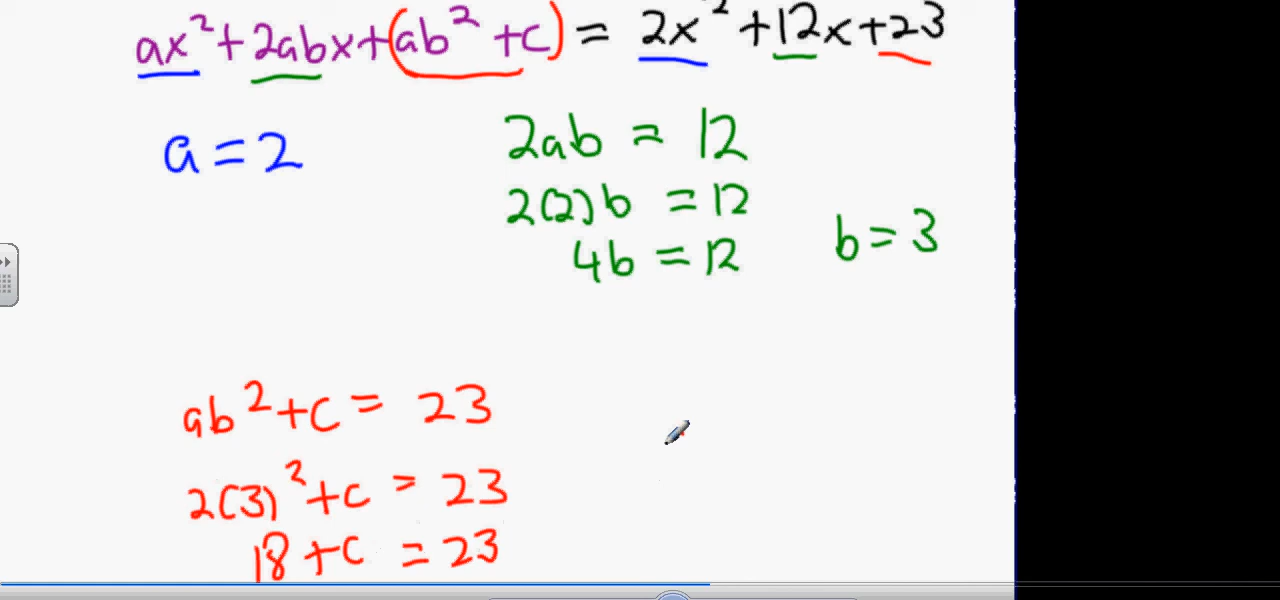 ax²+2abx+(ab²+c) = 2x²+12x+23
a=2
2ab = 12
2(2)b = 12
4b = 12
b=3
ab²+c = 23
2(3)²+c = 23
18+c = 23